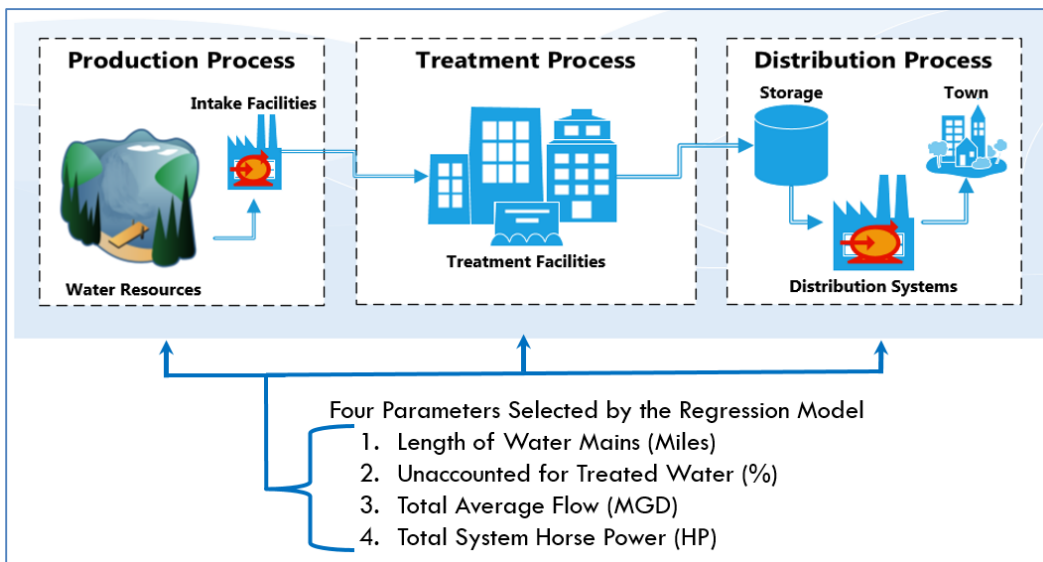 Production Process
Intake Facilities
Water Resources
Treatment Process
Treatment Facilities
Distribution Process
Storage
Town
Distribution Systems
Four Parameters Selected by the Regression Model
1. Length of Water Mains (Miles)
2. Unaccounted for Treated Water (%)
3. Total Average Flow (MGD)
4. Total System Horse Power (HP)